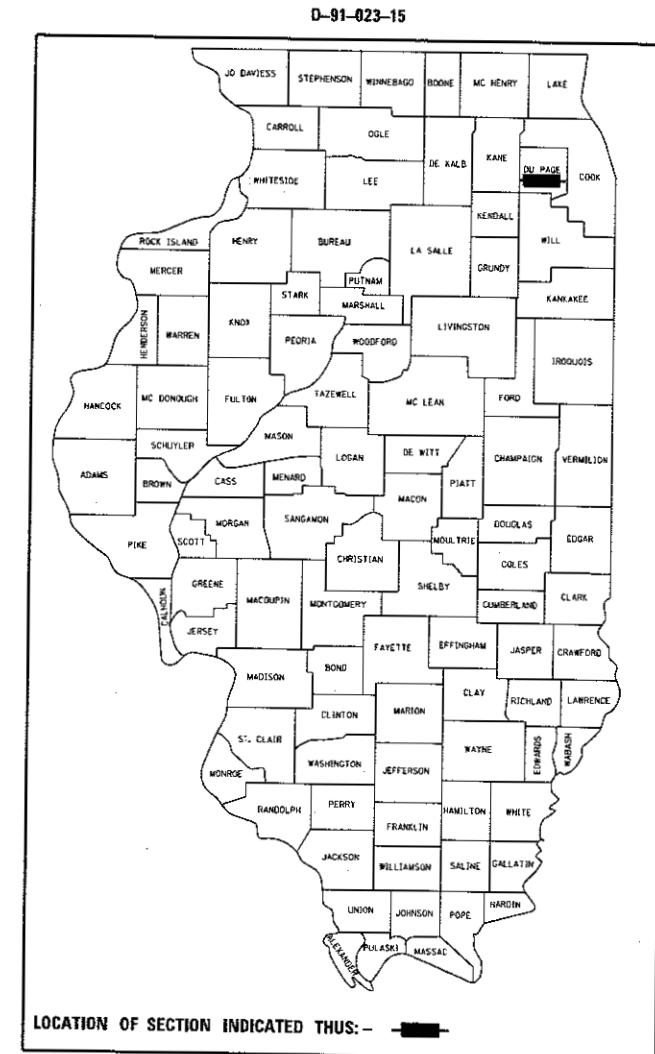 D-91-023-15
JO DAVIESS STEPHENSON WINNEBAGO BOONE MC HENRY LAKE
CARROLL OGLE
DE KALB KANE DU PAGE COOK
WHITESIDE LEE
KENDALL
ROCK ISLAND HENRY BUREAU LA SALLE WILL
MERCER GRUNDY
PUTNAM
STARK MARSHALL KANKAKEE
HENDERSON WARREN KNOX PEORIA WOODFORD LIVINGSTON IROQUOIS
HANCOCK MC DONOUGH FULTON TAZEWELL MC LEAN FORD
MASON
SCHUYLER LOGAN DE WITT CHAMPAIGN VERMILION
ADAMS BROWN CASS MENARD PIATT
MACON
MORGAN SANGAMON DOUGLAS
PIKE SCOTT MOULTRIE EDGAR
CHRISTIAN
GREENE SHELBY COLES
CALHOUN MACOUPIN MONTGOMERY CUMBERLAND CLARK
JERSEY
FAYETTE EFFINGHAM JASPER CRAWFORD
MADISON BOND
CLAY RICHLAND LAWRENCE
CLINTON MARION
ST. CLAIR WAYNE EDWARDS WABASH
WASHINGTON JEFFERSON
MONROE
RANDOLPH PERRY HAMILTON WHITE
FRANKLIN
JACKSON WILLIAMSON SALINE GALLATIN
UNION JOHNSON POPE HARDIN
ALEXANDER PULASKI MASSAC
LOCATION OF SECTION INDICATED THUS:-